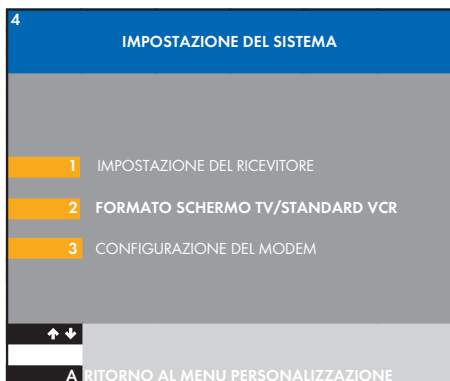 4
IMPOSTAZIONE DEL SISTEMA
1 IMPOSTAZIONE DEL RICEVITORE
2 FORMATO SCHERMO TV/STANDARD VCR
3 CONFIGURAZIONE DEL MODEM
A RITORNO AL MENU PERSONALIZZAZIONE